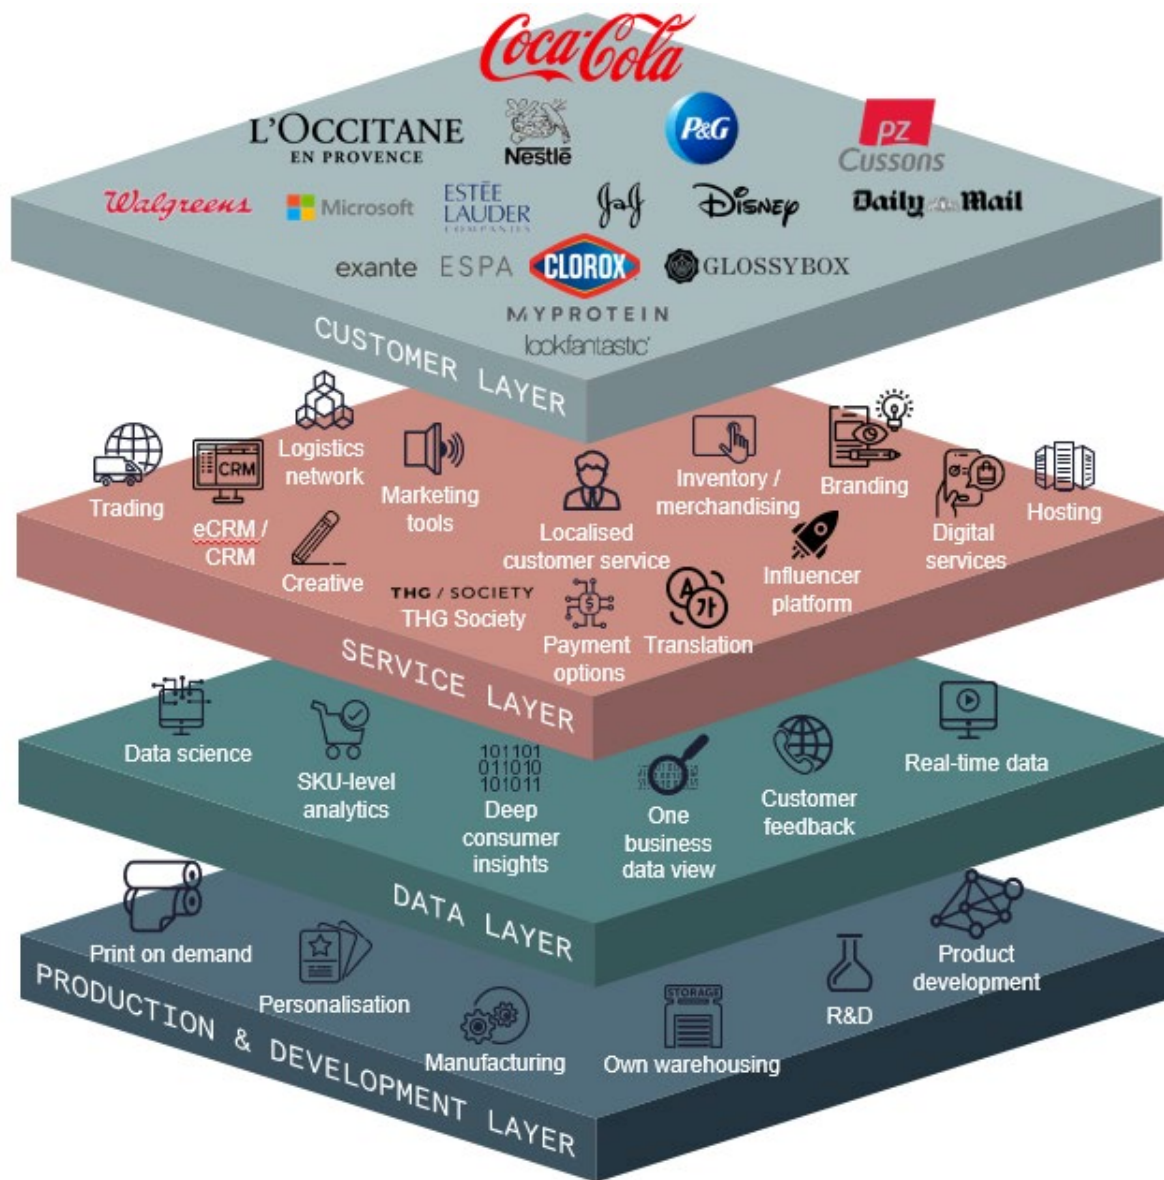 Coca-Cola
L'OCCITANE
EN PROVENCE
Nestlé
P&G
PZ
Cussons
Walgreens
Microsoft
ESTĒE
LAUDER
COMPANIES
J&J
DISNEY
Daily Mail
exante
ESPA
CLOROX
GLOSSYBOX
MYPROTEIN
lookfantastic
CUSTOMER LAYER
Trading
CRM
eCRM /
CRM
Logistics
network
Creative
Marketing
tools
THG / SOCIETY
THG Society
Localised
customer service
$
Payment
options
A
가
Translation
Inventory /
merchandising
Influencer
platform
Branding
Digital
services
Hosting
SERVICE LAYER
Data science
SKU-level
analytics
101101
011010
101011
Deep
consumer
insights
One
business
data view
Customer
feedback
Real-time data
DATA LAYER
Print on demand
Personalisation
Manufacturing
STORAGE
Own warehousing
R&D
Product
development
PRODUCTION & DEVELOPMENT LAYER